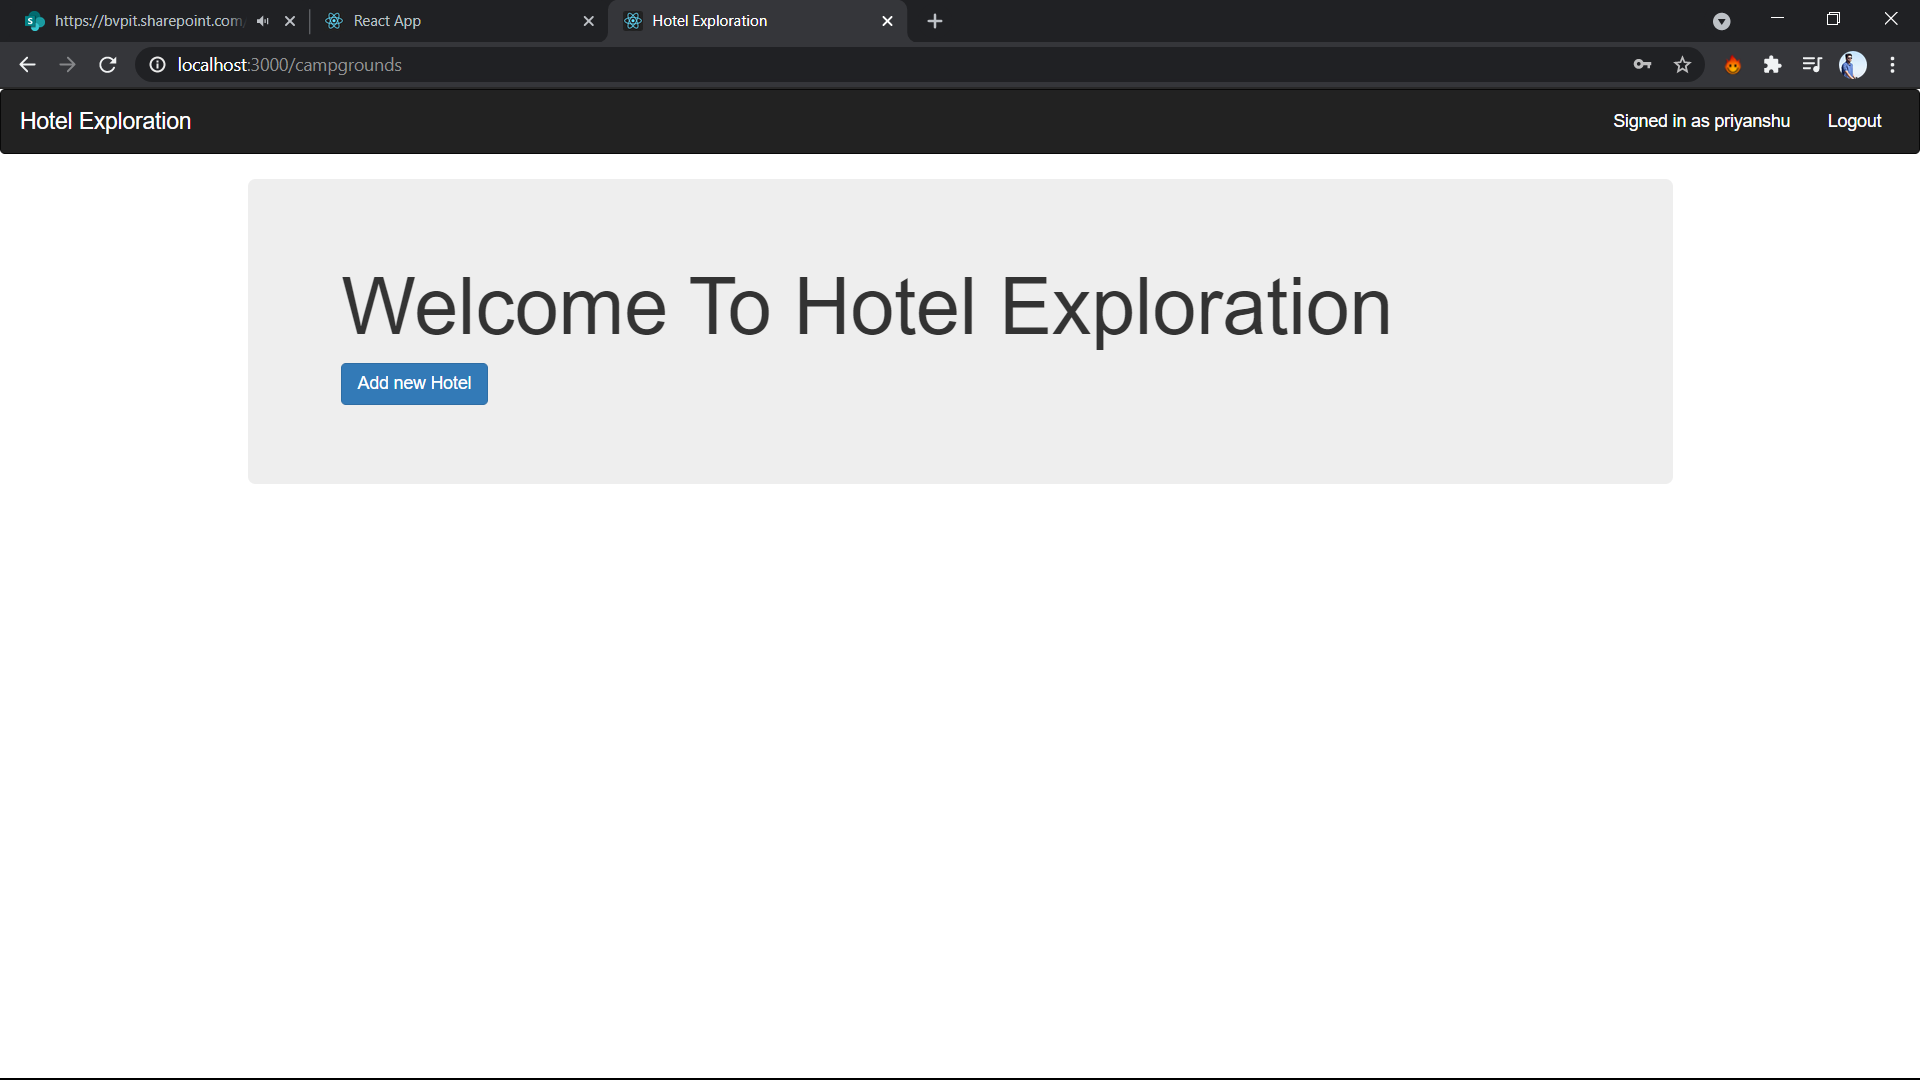 https://bvpit.sharepoint.com/
React App
Hotel Exploration
localhost:3000/campgrounds
Hotel Exploration
Signed in as priyanshu
Logout
Welcome To Hotel Exploration
Add new Hotel